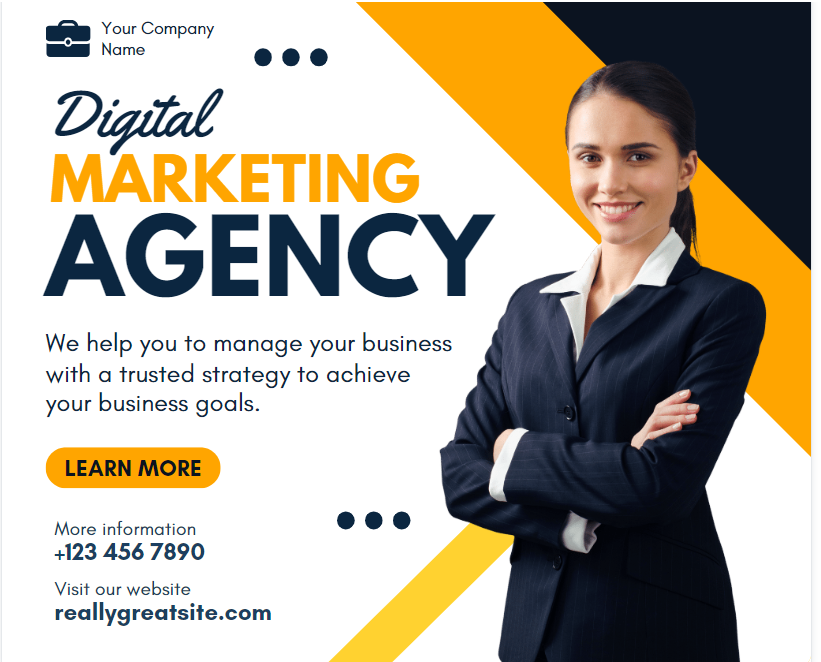 Your Company
Name
Digital
MARKETING
AGENCY
We help you to manage your business
with a trusted strategy to achieve
your business goals.
LEARN MORE
More information
+123 456 7890
Visit our website
reallygreatsite.com